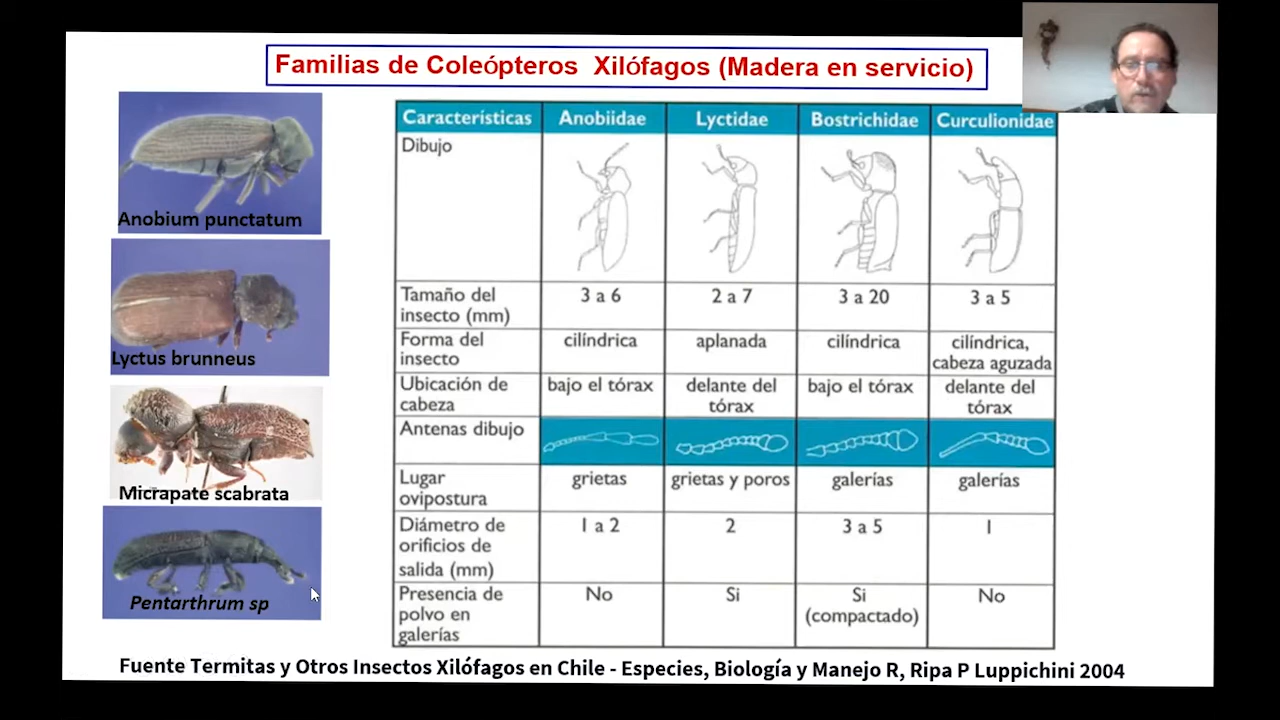 Familias de Coleópteros Xilófagos (Madera en servicio)
Anobium punctatum
Lyctus brunneus
Micrapate scabrata
Pentarthrum sp
Características Anobiidae Lyctidae Bostrichidae Curculionidae
Dibujo
Tamaño del insecto (mm) 3 a 6 2 a 7 3 a 20 3 a 5
Forma del insecto cilíndrica aplanada cilíndrica cilíndrica, cabeza aguzada
Ubicación de cabeza bajo el tórax delante del tórax bajo el tórax delante del tórax
Antenas dibujo
Lugar ovipostura grietas grietas y poros galerías galerías
Diámetro de orificios de salida (mm) 1 a 2 2 3 a 5 1
Presencia de polvo en galerías No Si Si (compactado) No
Fuente Termitas y Otros Insectos Xilófagos en Chile - Especies, Biología y Manejo R, Ripa P Luppichini 2004